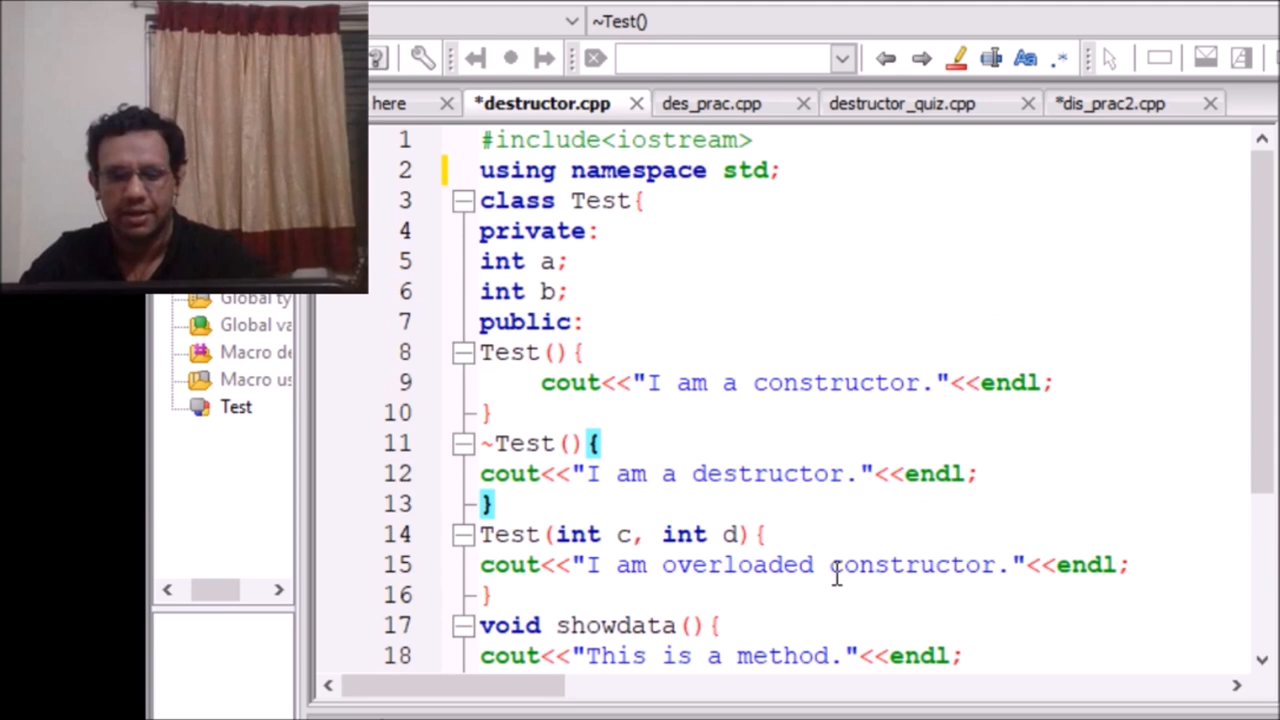 ~Test()
here
*destructor.cpp
des_prac.cpp
destructor_quiz.cpp
*dis_prac2.cpp
1 #include<iostream>
2 using namespace std;
3 class Test{
4 private:
5 int a;
6 int b;
7 public:
8 Test(){
9 cout<<"I am a constructor."<<endl;
10 }
11 ~Test(){
12 cout<<"I am a destructor."<<endl;
13 }
14 Test(int c, int d){
15 cout<<"I am overloaded constructor."<<endl;
16 }
17 void showdata(){
18 cout<<"This is a method."<<endl;
Global ty
Global va
Macro de
Macro us
Test